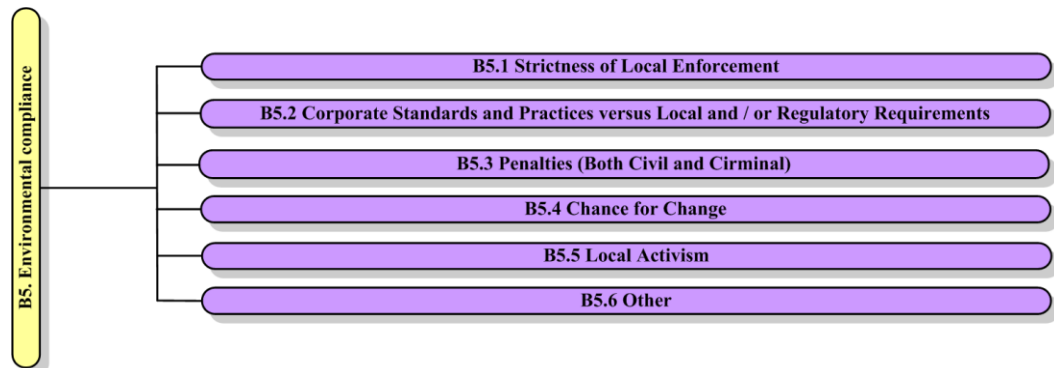 B5. Environmental compliance
B5.1 Strictness of Local Enforcement
B5.2 Corporate Standards and Practices versus Local and / or Regulatory Requirements
B5.3 Penalties (Both Civil and Cirminal)
B5.4 Chance for Change
B5.5 Local Activism
B5.6 Other